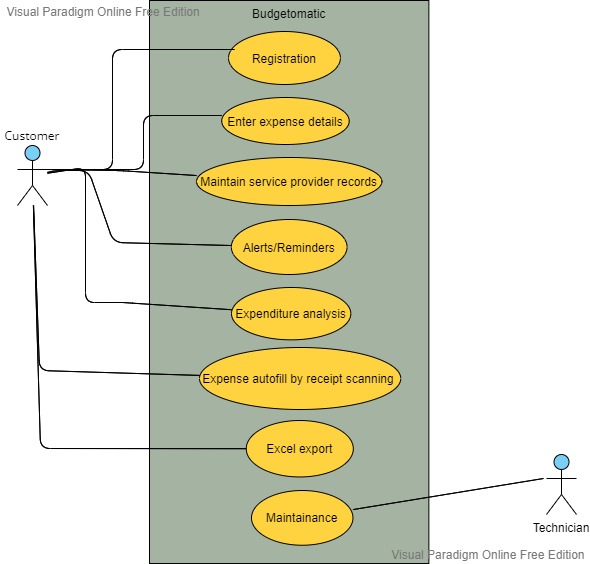 Visual Paradigm Online Free Edition
Budgetomatic
Registration
Enter expense details
Customer
Maintain service provider records
Alerts/Reminders
Expenditure analysis
Expense autofill by receipt scanning
Excel export
Maintainance
Technician
Visual Paradigm Online Free Edition